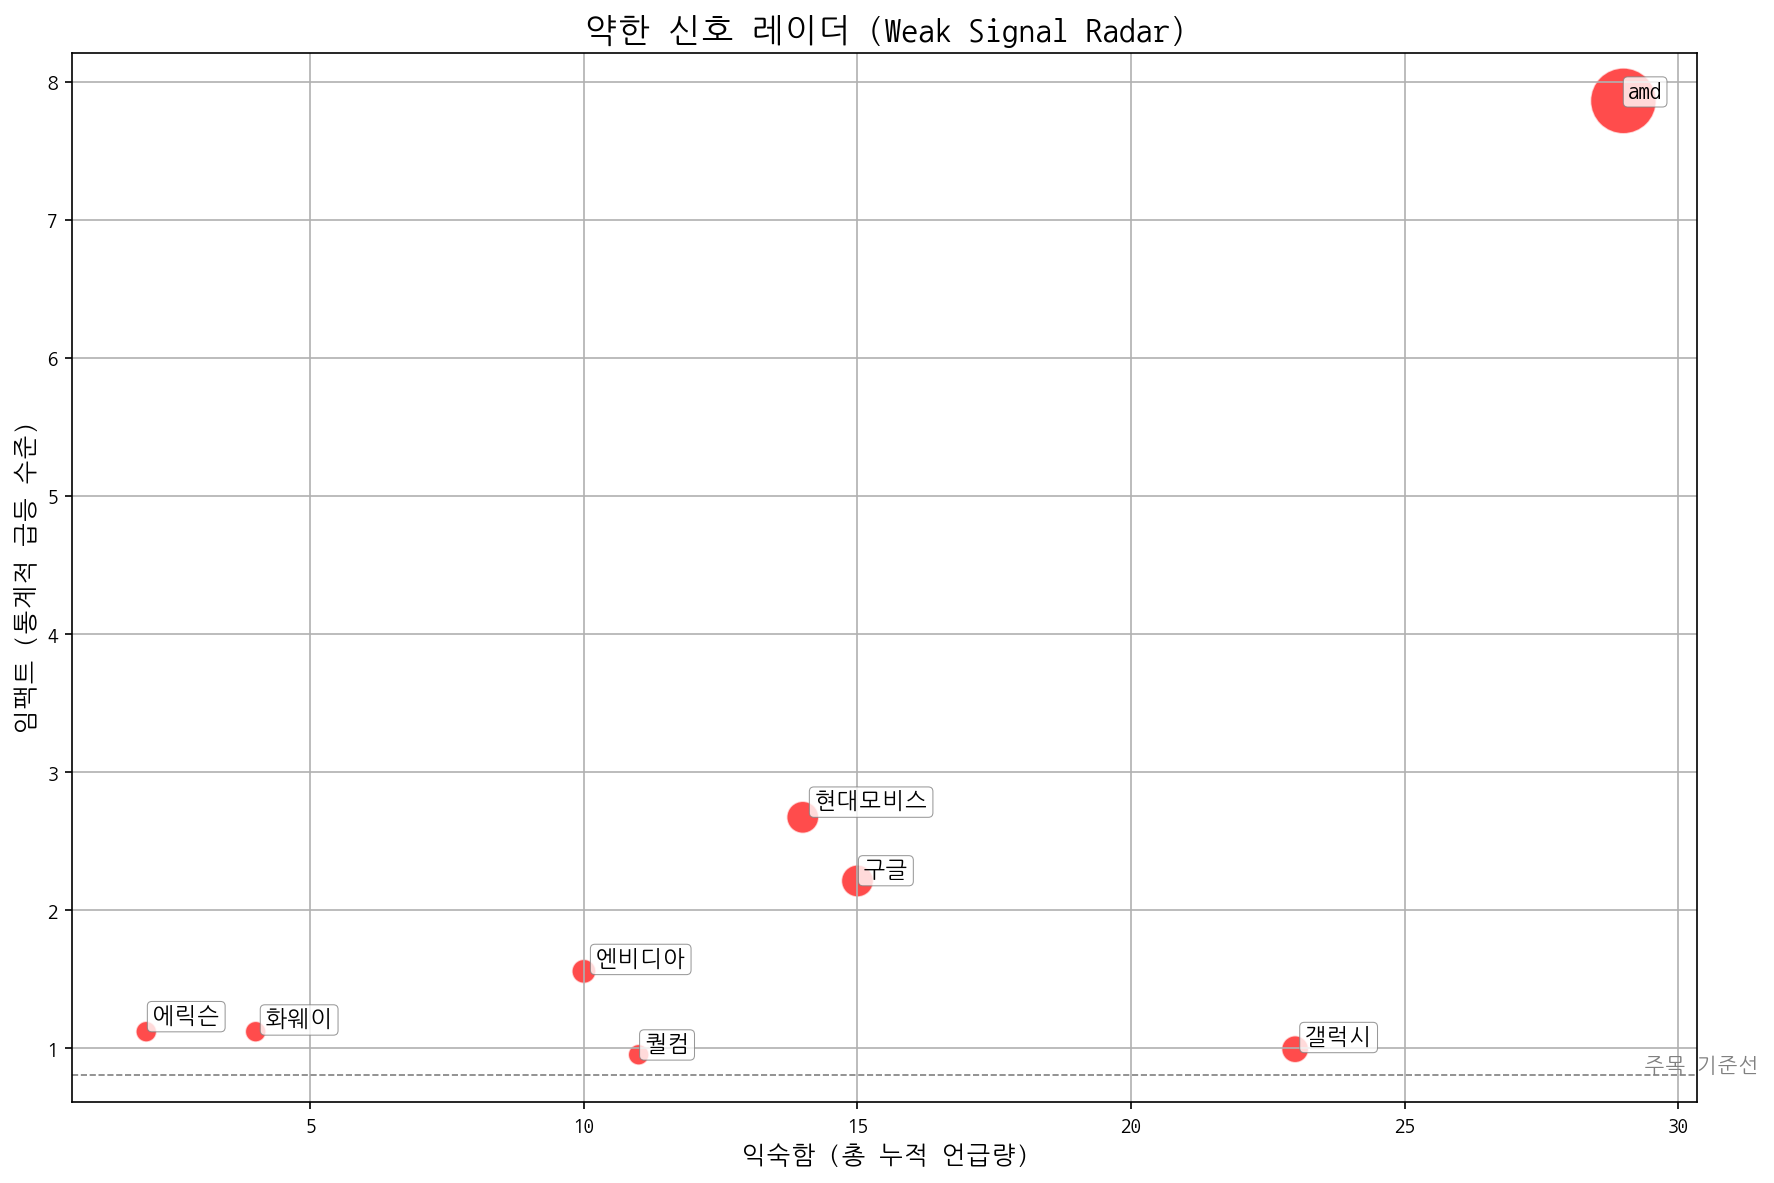 약한 신호 레이더 (Weak Signal Radar)
8
amd
7
6
5
4
3
현대모비스
구글
2
엔비디아
에릭슨
화웨이
퀄컴
갤럭시
1
주목 기준선
5
10
15
20
25
30
임팩트 (통계적 급등 수준)
익숙함 (총 누적 언급량)